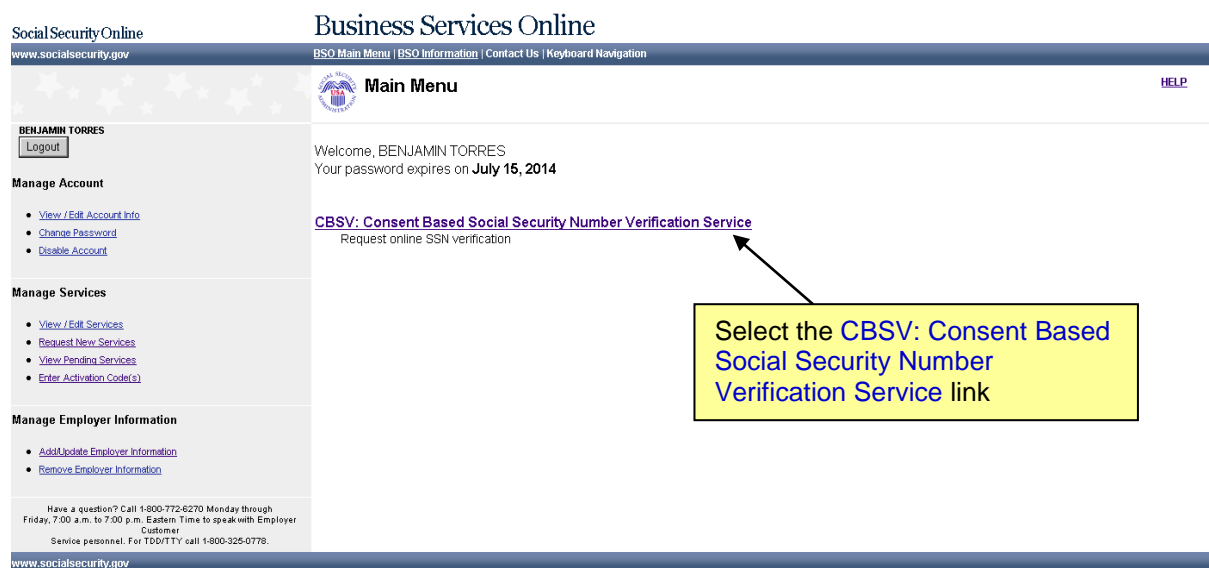 Social Security Online
Business Services Online
www.socialsecurity.gov
BSO Main Menu | BSO Information | Contact Us | Keyboard Navigation
SOCIAL SECURITY ADMINISTRATION
USA
Main Menu
HELP
BENJAMIN TORRES
Logout
Manage Account
• View / Edit Account Info
• Change Password
• Disable Account
Manage Services
• View / Edit Services
• Request New Services
• View Pending Services
• Enter Activation Code(s)
Manage Employer Information
• Add/Update Employer Information
• Remove Employer Information
Have a question? Call 1-800-772-6270 Monday through
Friday, 7:00 a.m. to 7:00 p.m. Eastern Time to speak with Employer
Customer
Service personnel. For TDD/TTY call 1-800-325-0778.
Welcome, BENJAMIN TORRES
Your password expires on July 15, 2014
CBSV: Consent Based Social Security Number Verification Service
Request online SSN verification
Select the CBSV: Consent Based
Social Security Number
Verification Service link
www.socialsecurity.gov